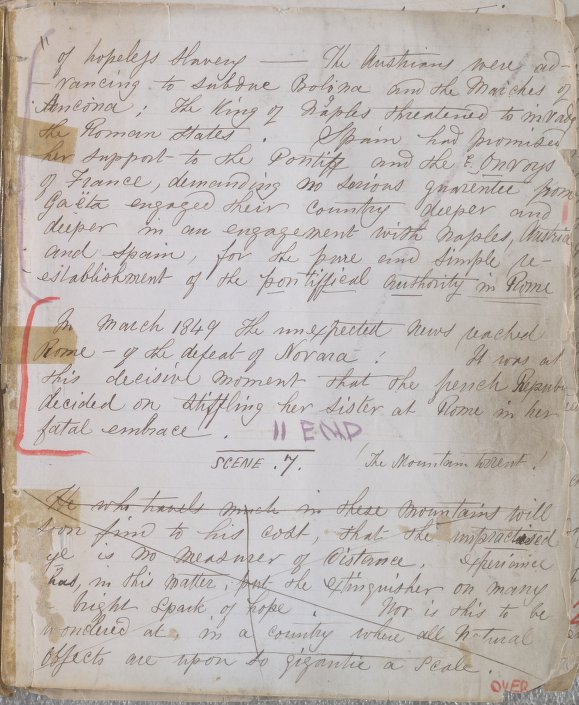 " of hopeless slavery — The Austrians were ad-
-vancing to subdue Bolina and the Marches of
Ancona ; The King of Naples threatened to invade
the Roman States . Spain had promised
her support to the Pontiff and the Envoys
of France, demanding no serious guarentee from
Gaeta engaged their country deeper and
deeper in an engagement with Naples, Austria
and Spain, for the pure and simple re-
-establishment of the pontiffical authority in Rome
In March 1849 the unexpected news reached
Rome – of the defeat of Novara ! It was at
this decisive moment that the french Repub-
decided on stiffling her sister at Rome in her
fatal embrace . " END
SCENE . 7. ! The Mountain torrent !
He who travels much in these mountains will
soon find to his cost, that the unpractised
eye is no measurer of Distance. Experience
has, in this matter, put the extinguisher on many
a bright spark of hope . Nor is this to be
wondered at, in a country where all Natural
Objects are upon so gigantic a scale .
OVER